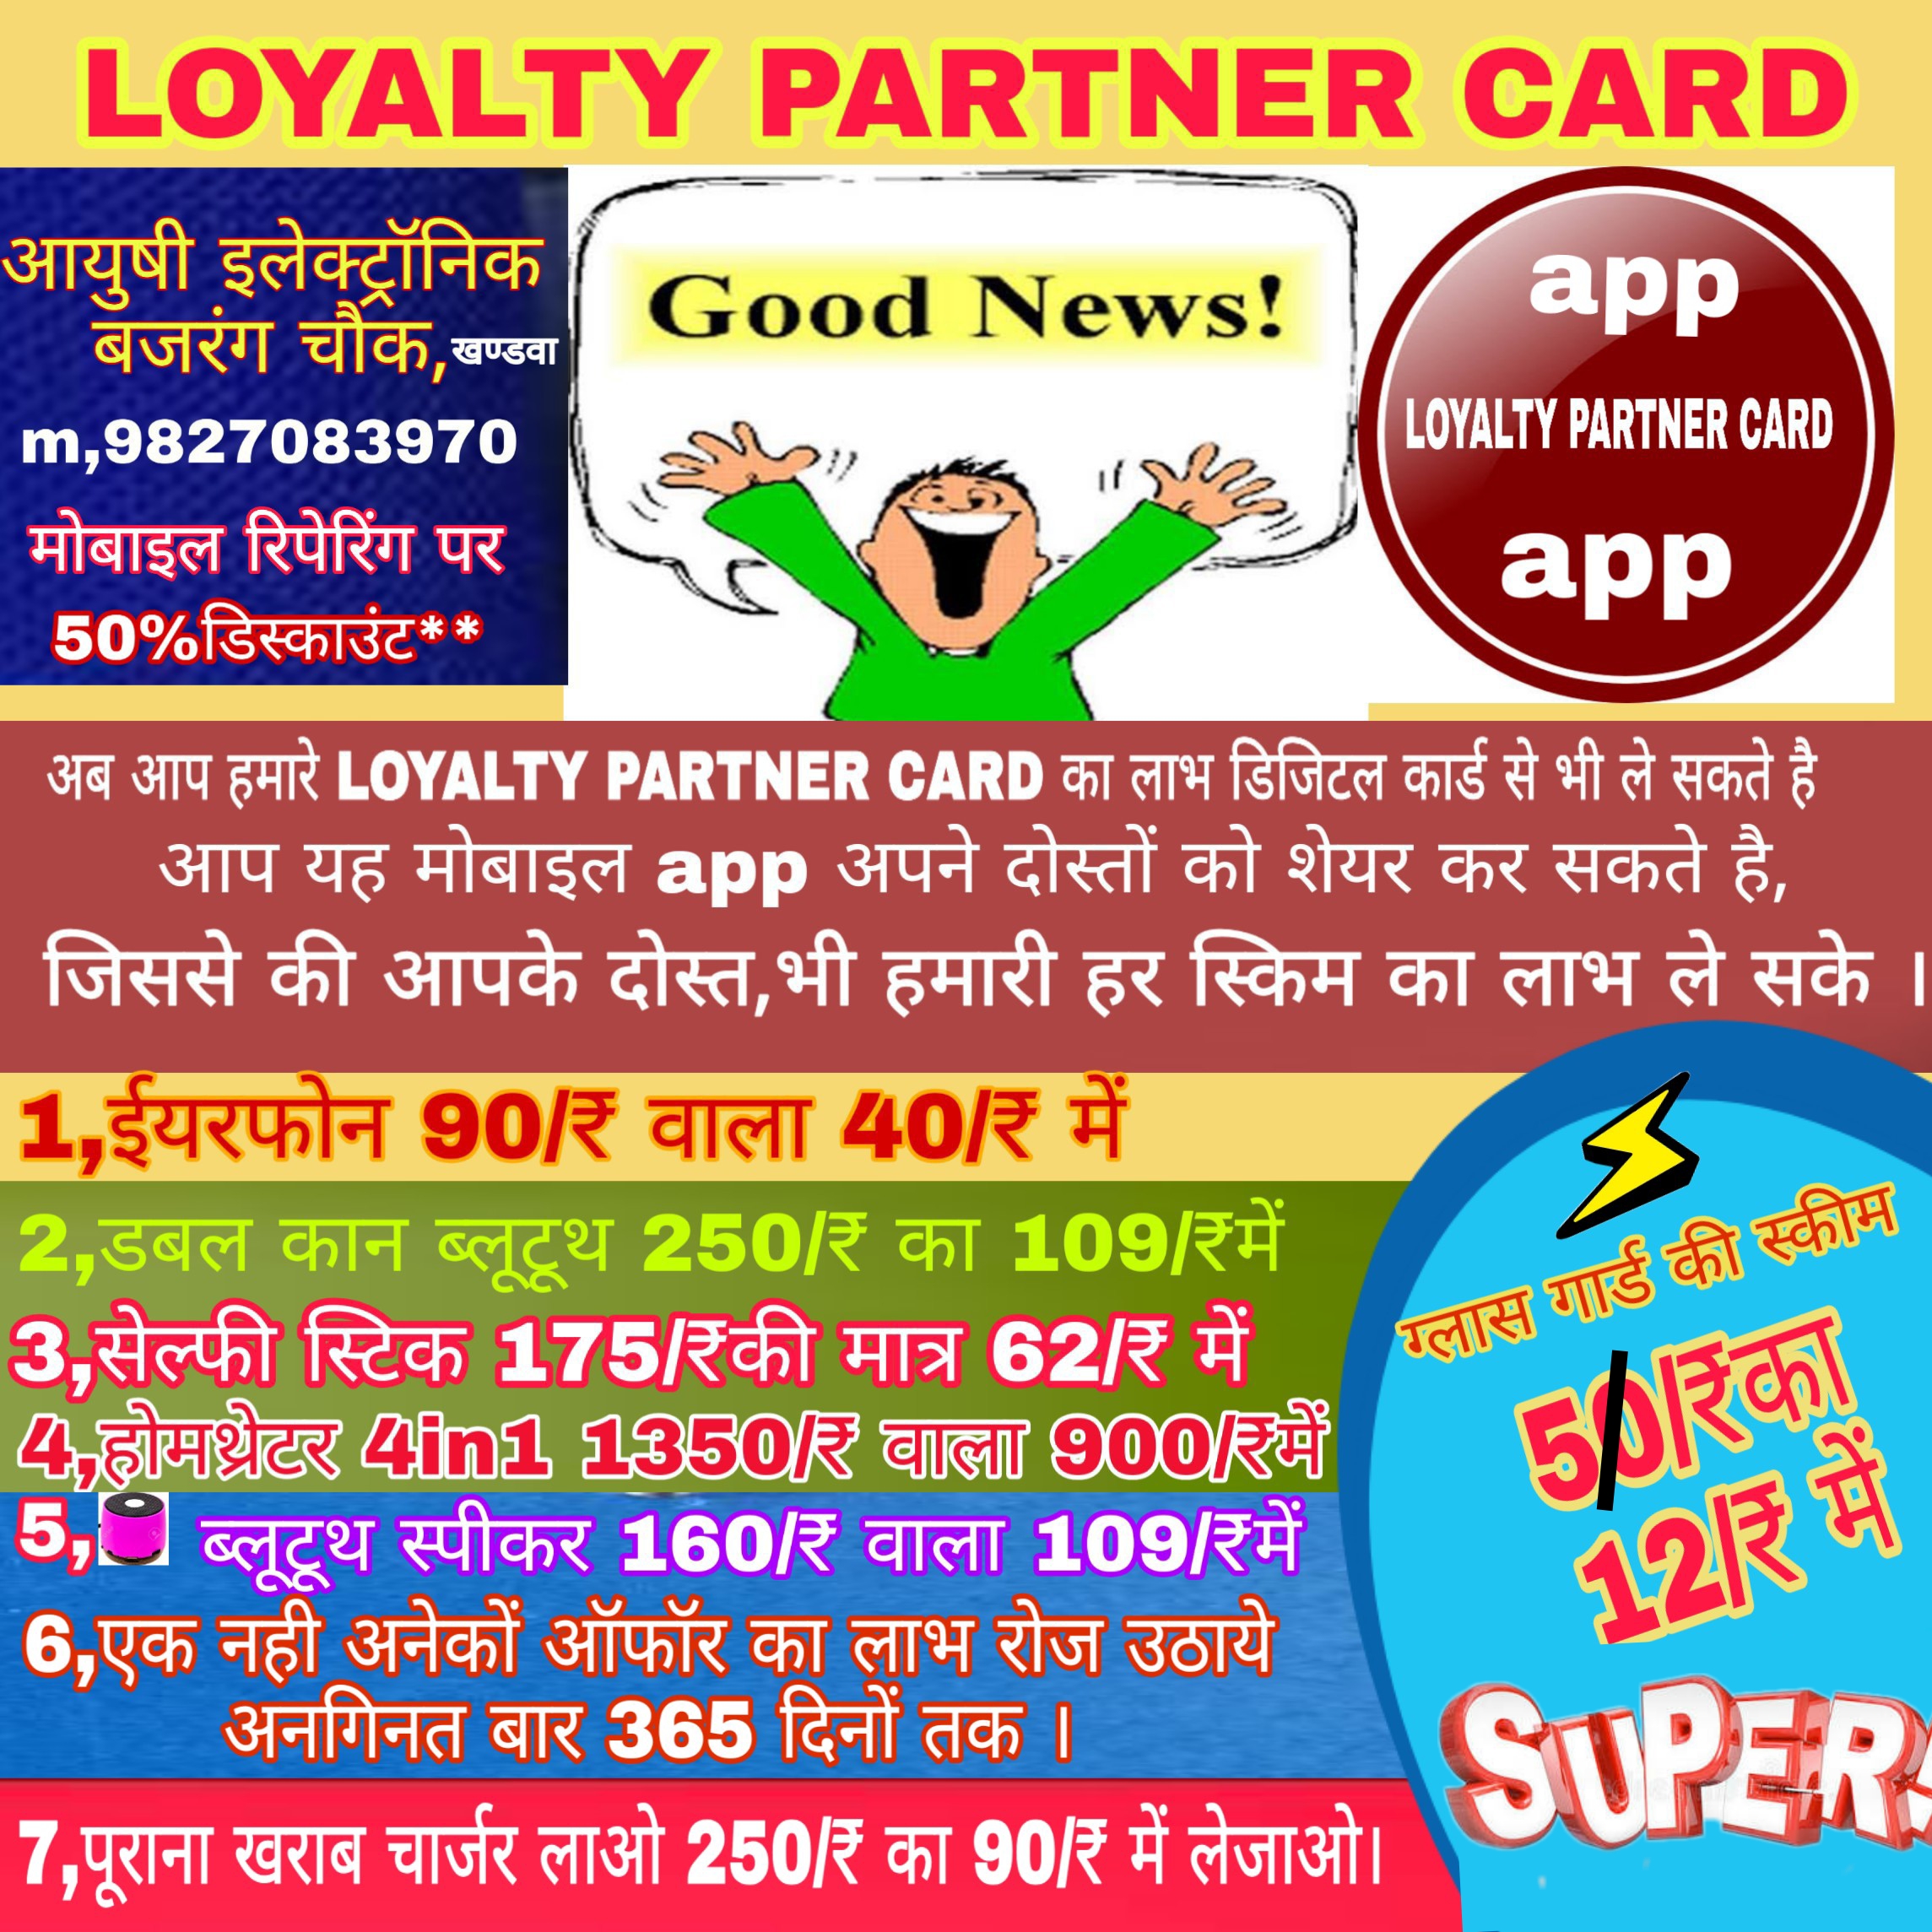 LOYALTY PARTNER CARD
आयुषी इलेक्ट्रॉनिक
बजरंग चौक,खण्डवा
m,9827083970
मोबाइल रिपेरिंग पर
50%डिस्काउंट**
Good News!
app
LOYALTY PARTNER CARD
app
अब आप हमारे LOYALTY PARTNER CARD का लाभ डिजिटल कार्ड से भी ले सकते है
आप यह मोबाइल app अपने दोस्तों को शेयर कर सकते है,
जिससे की आपके दोस्त,भी हमारी हर स्किम का लाभ ले सके ।
1,ईयरफोन 90/₹ वाला 40/₹ में
2,डबल कान ब्लूटूथ 250/₹ का 109/₹में
3,सेल्फी स्टिक 175/₹की मात्र 62/₹ में
4,होमथ्रेटर 4in1 1350/₹ वाला 900/₹में
5, ब्लूटूथ स्पीकर 160/₹ वाला 109/₹में
6,एक नही अनेकों ऑफॉर का लाभ रोज उठाये
अनगिनत बार 365 दिनों तक ।
7,पूराना खराब चार्जर लाओ 250/₹ का 90/₹ में लेजाओ।
ग्लास गार्ड की स्कीम
50/₹का
12/₹ में
SUPER